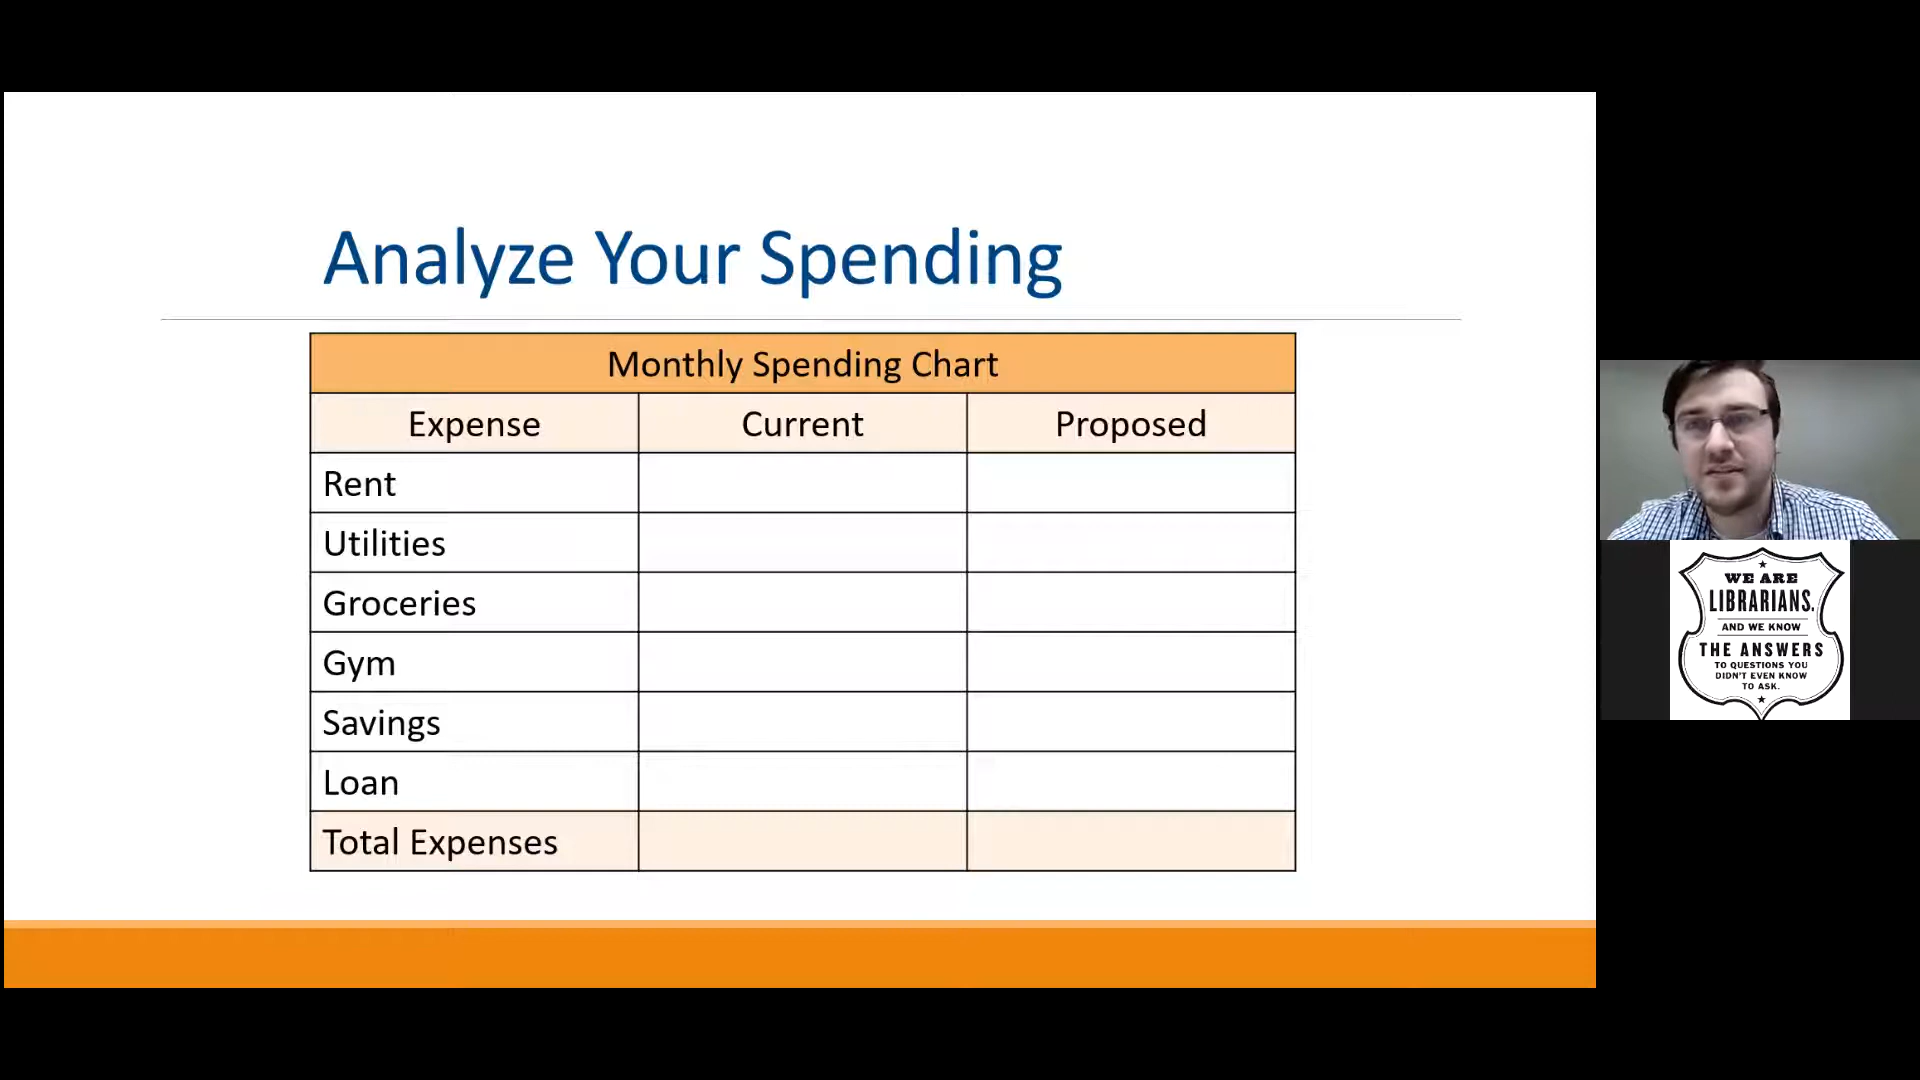 Analyze Your Spending
Monthly Spending Chart
Expense Current Proposed
Rent
Utilities
Groceries
Gym
Savings
Loan
Total Expenses
WE ARE
LIBRARIANS.
AND WE KNOW
THE ANSWERS
TO QUESTIONS YOU
DIDN'T EVEN KNOW
TO ASK.